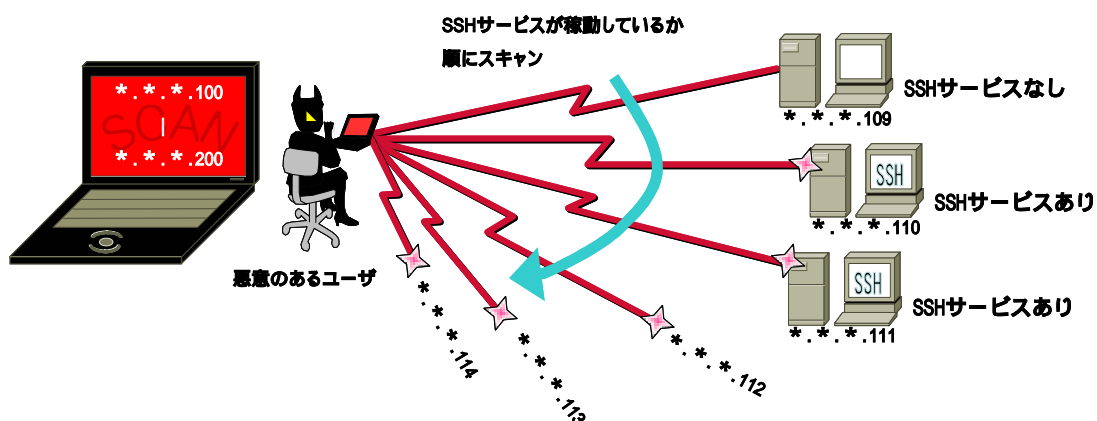 SSHサービスが稼動しているか
順にスキャン
*.*.*.100
SCAN
|
*.*.*.200
SSHサービスなし
*.*.*.109
SSH
SSHサービスあり
*.*.*.110
悪意のあるユーザ
SSH
SSHサービスあり
*.*.*.111
*.*.*.112
*.*.*.113
*.*.*.114